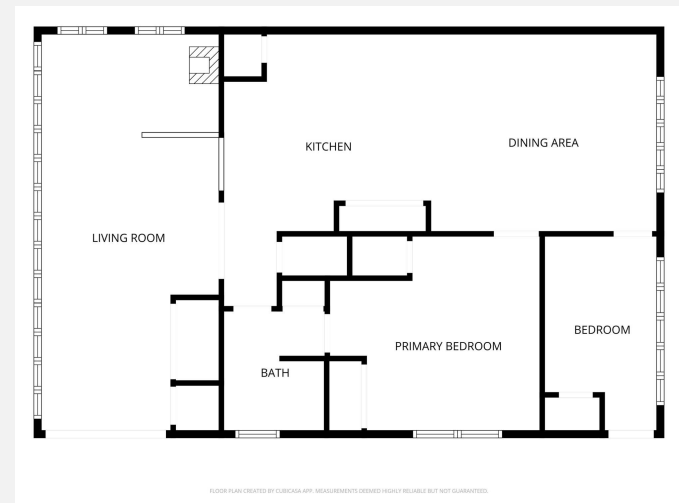 DINING AREA
KITCHEN
LIVING ROOM
BEDROOM
PRIMARY BEDROOM
BATH
FLOOR PLAN CREATED BY CUBICASA APP. MEASUREMENTS DEEMED HIGHLY RELIABLE BUT NOT GUARANTEED.